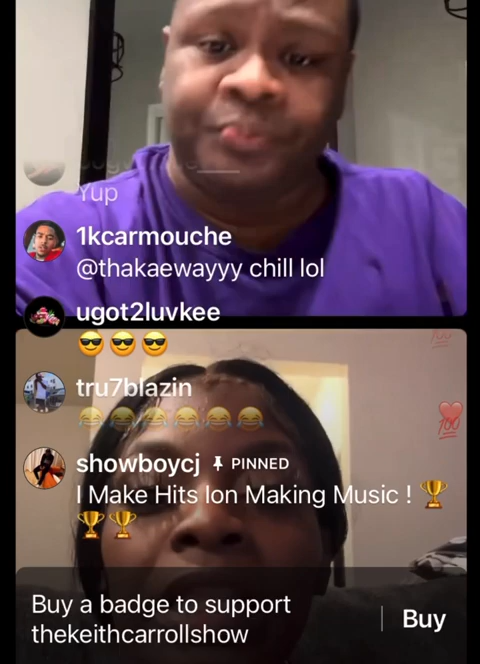 Yup
1kcarmouche
@thakaewayyy chill lol
ugot2luvkee
😎😎😎
tru7blazin
😂😂😂😂😂😂
showboycj PINNED
I Make Hits Ion Making Music ! 🏆
🏆🏆
Buy a badge to support
thekeithcarrollshow
Buy